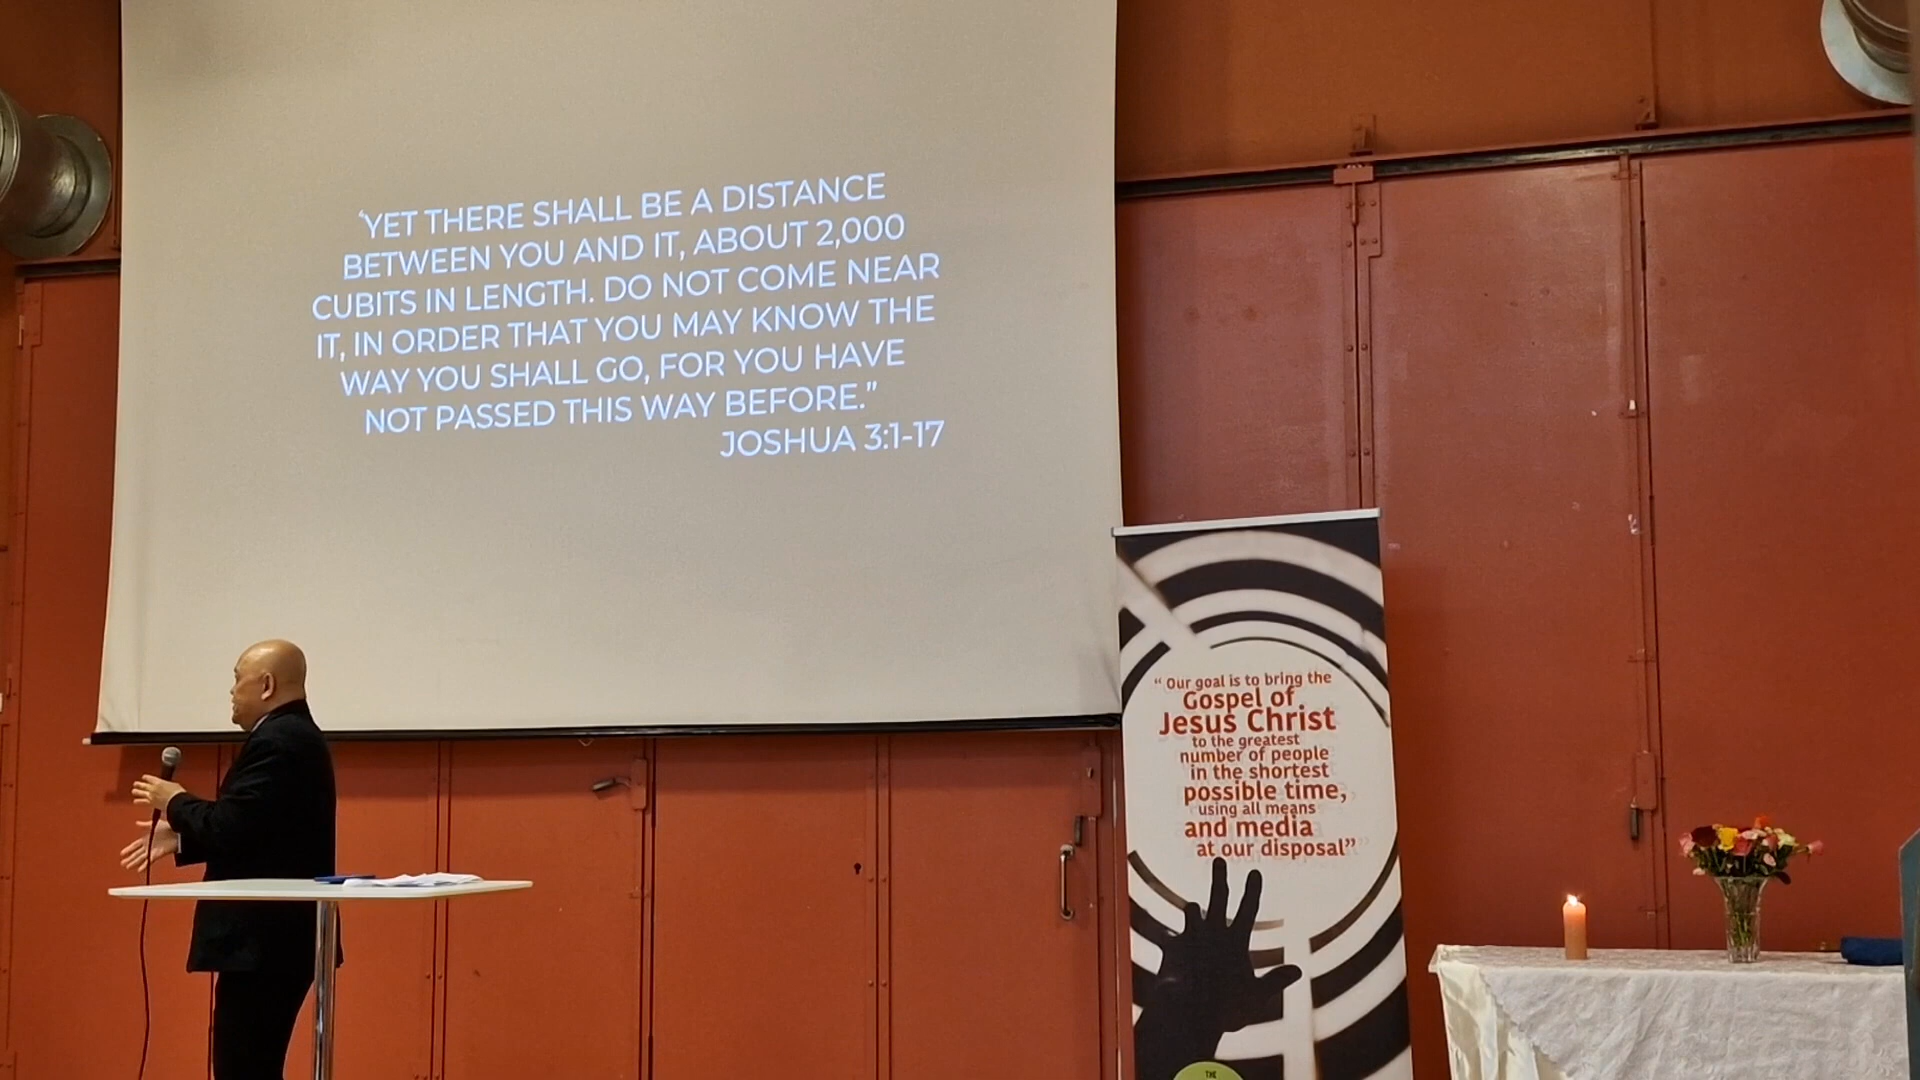 ‘YET THERE SHALL BE A DISTANCE
BETWEEN YOU AND IT, ABOUT 2,000
CUBITS IN LENGTH. DO NOT COME NEAR
IT, IN ORDER THAT YOU MAY KNOW THE
WAY YOU SHALL GO, FOR YOU HAVE
NOT PASSED THIS WAY BEFORE.”
JOSHUA 3:1-17
“ Our goal is to bring the
Gospel of
Jesus Christ
to the greatest
number of people
in the shortest
possible time,
using all means
and media
at our disposal”
THE